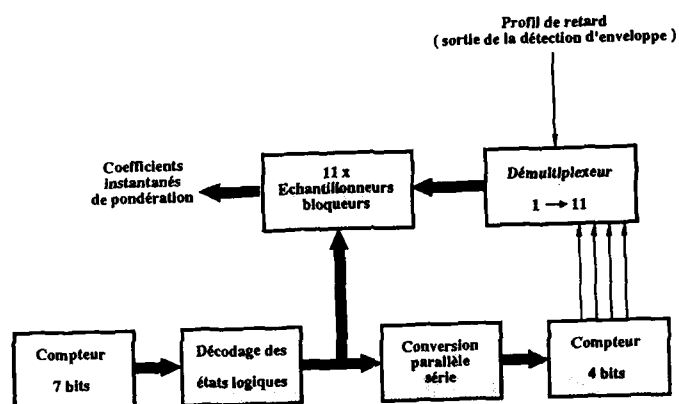 Profil de retard
( sortie de la détection d'enveloppe )
Coefficients
instantanés
de pondération
11 x
Echantillonneurs
bloqueurs
Démultiplexeur
1 → 11
Compteur
7 bits
Décodage des
états logiques
Conversion
parallèle
série
Compteur
4 bits